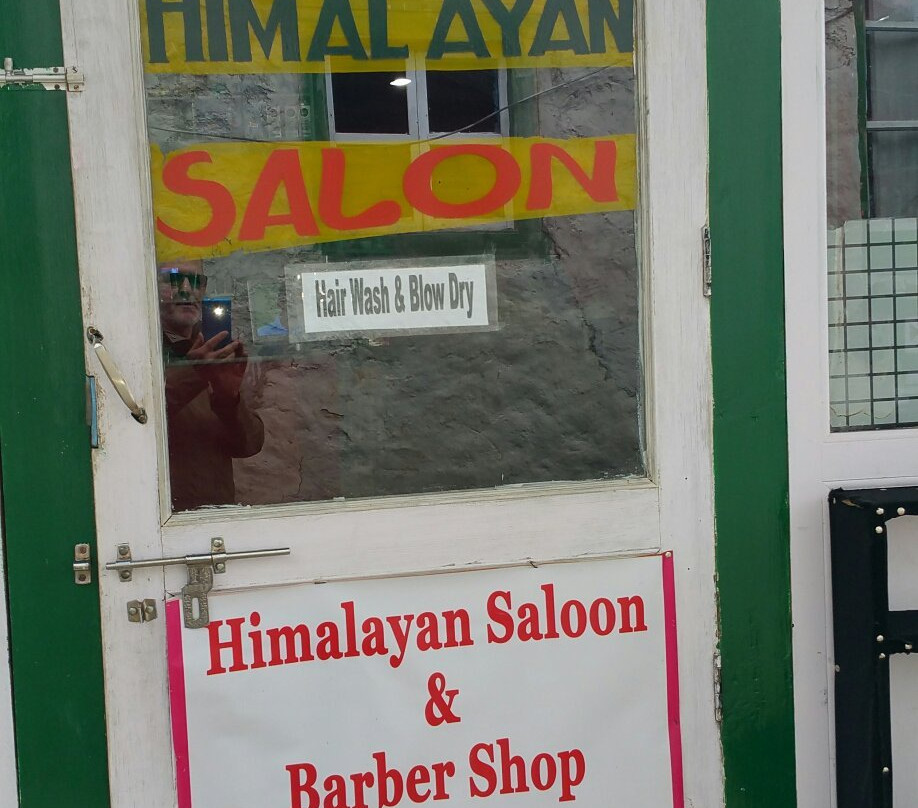 HIMALAYAN
SALON
Hair Wash & Blow Dry
Himalayan Saloon
&
Barber Shop